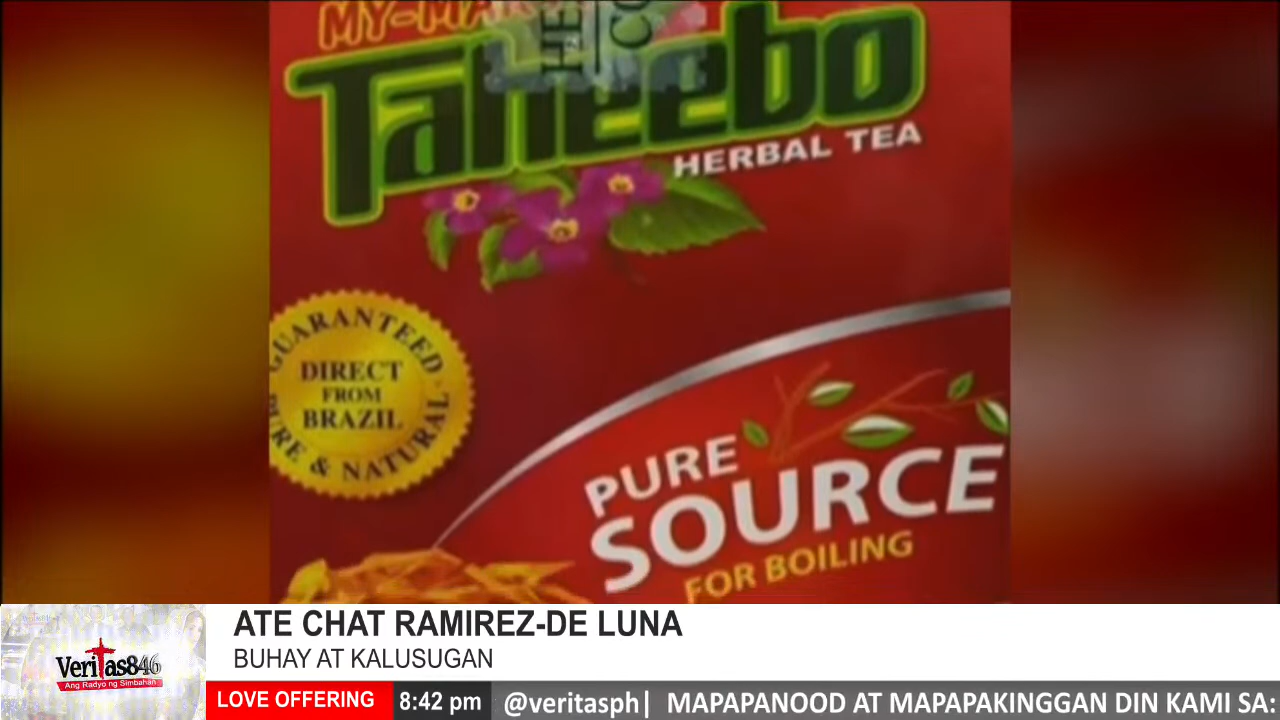 Taheebo
HERBAL TEA
GUARANTEED
DIRECT
FROM
BRAZIL
PURE & NATURAL
PURE
SOURCE
FOR BOILING
ATE CHAT RAMIREZ-DE LUNA
BUHAY AT KALUSUGAN
Veritas846
Ang Radyo ng Simbahan
LOVE OFFERING
8:42 pm
@veritasph| MAPAPANOOD AT MAPAPAKINGGAN DIN KAMI SA: